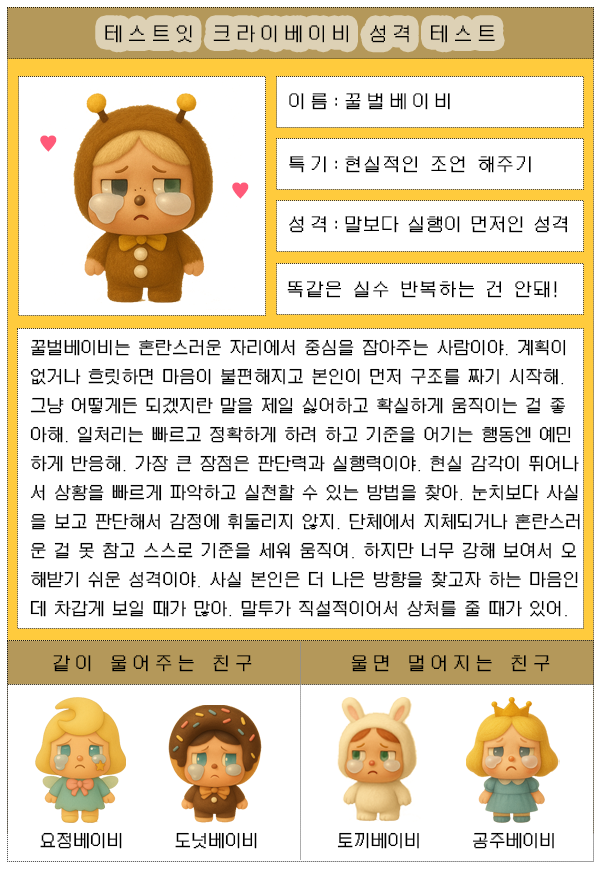 테스트잇 크라이베이비 성격 테스트
이름:꿀벌베이비
특기:현실적인 조언 해주기
성격:말보다 실행이 먼저인 성격
똑같은 실수 반복하는 건 안돼!
꿀벌베이비는 혼란스러운 자리에서 중심을 잡아주는 사람이야. 계획이
없거나 흐릿하면 마음이 불편해지고 본인이 먼저 구조를 짜기 시작해.
그냥 어떻게든 되겠지란 말을 제일 싫어하고 확실하게 움직이는 걸 좋
아해. 일처리는 빠르고 정확하게 하려 하고 기준을 어기는 행동엔 예민
하게 반응해. 가장 큰 장점은 판단력과 실행력이야. 현실 감각이 뛰어나
서 상황을 빠르게 파악하고 실천할 수 있는 방법을 찾아. 눈치보다 사실
을 보고 판단해서 감정에 휘둘리지 않지. 단체에서 지체되거나 혼란스러
운 걸 못 참고 스스로 기준을 세워 움직여. 하지만 너무 강해 보여서 오
해받기 쉬운 성격이야. 사실 본인은 더 나은 방향을 찾고자 하는 마음인
데 차갑게 보일 때가 많아. 말투가 직설적이어서 상처를 줄 때가 있어.
같이 울어주는 친구
울면 멀어지는 친구
요정베이비
도넛베이비
토끼베이비
공주베이비